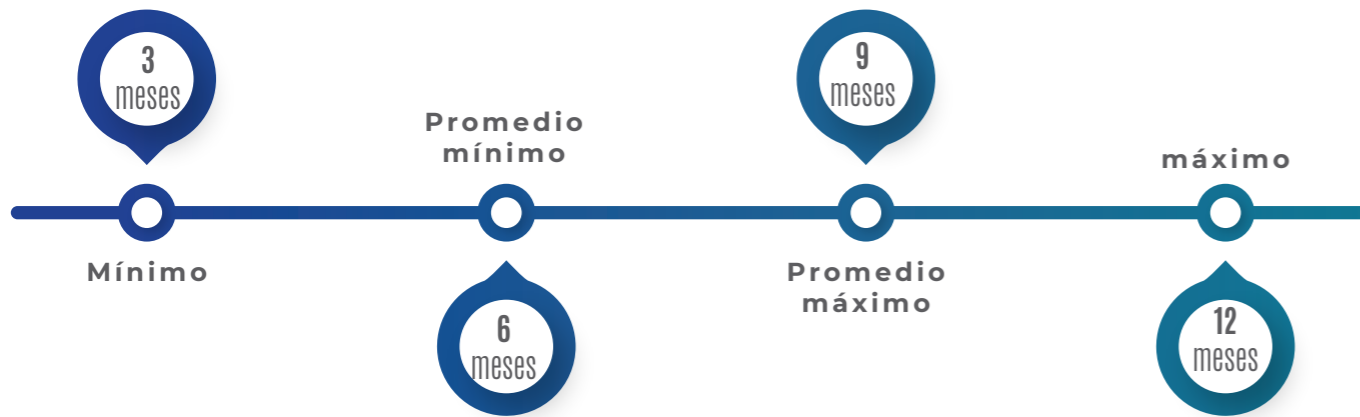 3
meses
Mínimo
Promedio
mínimo
6
meses
9
meses
Promedio
máximo
máximo
12
meses